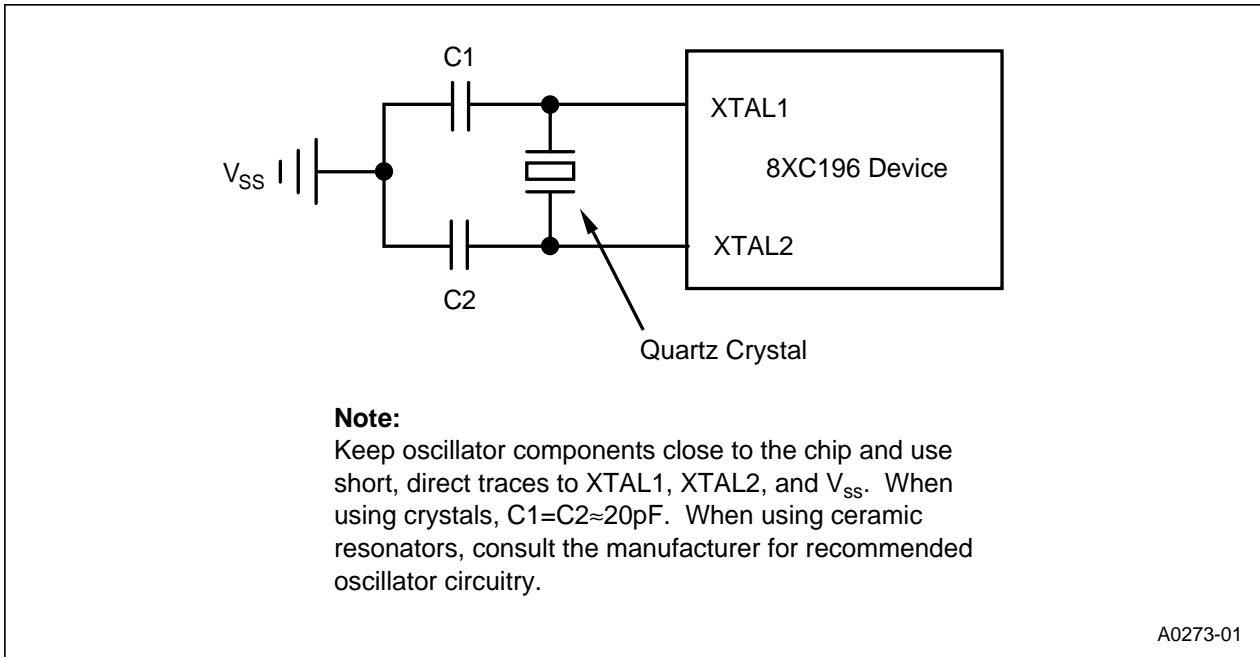 C1
XTAL1
V_SS
8XC196 Device
XTAL2
C2
Quartz Crystal
Note:
Keep oscillator components close to the chip and use
short, direct traces to XTAL1, XTAL2, and V_ss. When
using crystals, C1=C2≈20pF. When using ceramic
resonators, consult the manufacturer for recommended
oscillator circuitry.
A0273-01